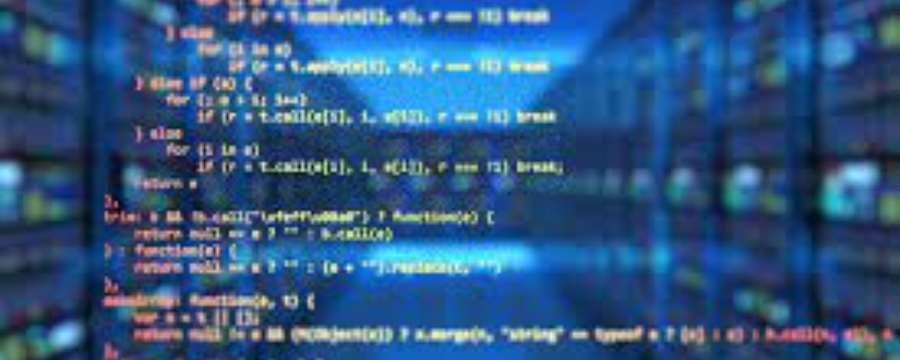 if (r = t.apply(e[i], n), r === !1) break
} else
for (i in e)
if (r = t.apply(e[i], n), r === !1) break
} else if (a) {
for (; o > i; i++)
if (r = t.call(e[i], i, e[i]), r === !1) break
} else
for (i in e)
if (r = t.call(e[i], i, e[i]), r === !1) break;
return e
},
trim: b && !b.call("\ufeff\u00a0") ? function(e) {
return null == e ? "" : b.call(e)
} : function(e) {
return null == e ? "" : (e + "").replace(C, "")
},
makeArray: function(e, t) {
var n = t || [];
return null != e && (M(Object(e)) ? x.merge(n, "string" == typeof e ? [e] : e) : h.call(n, e)), n
},